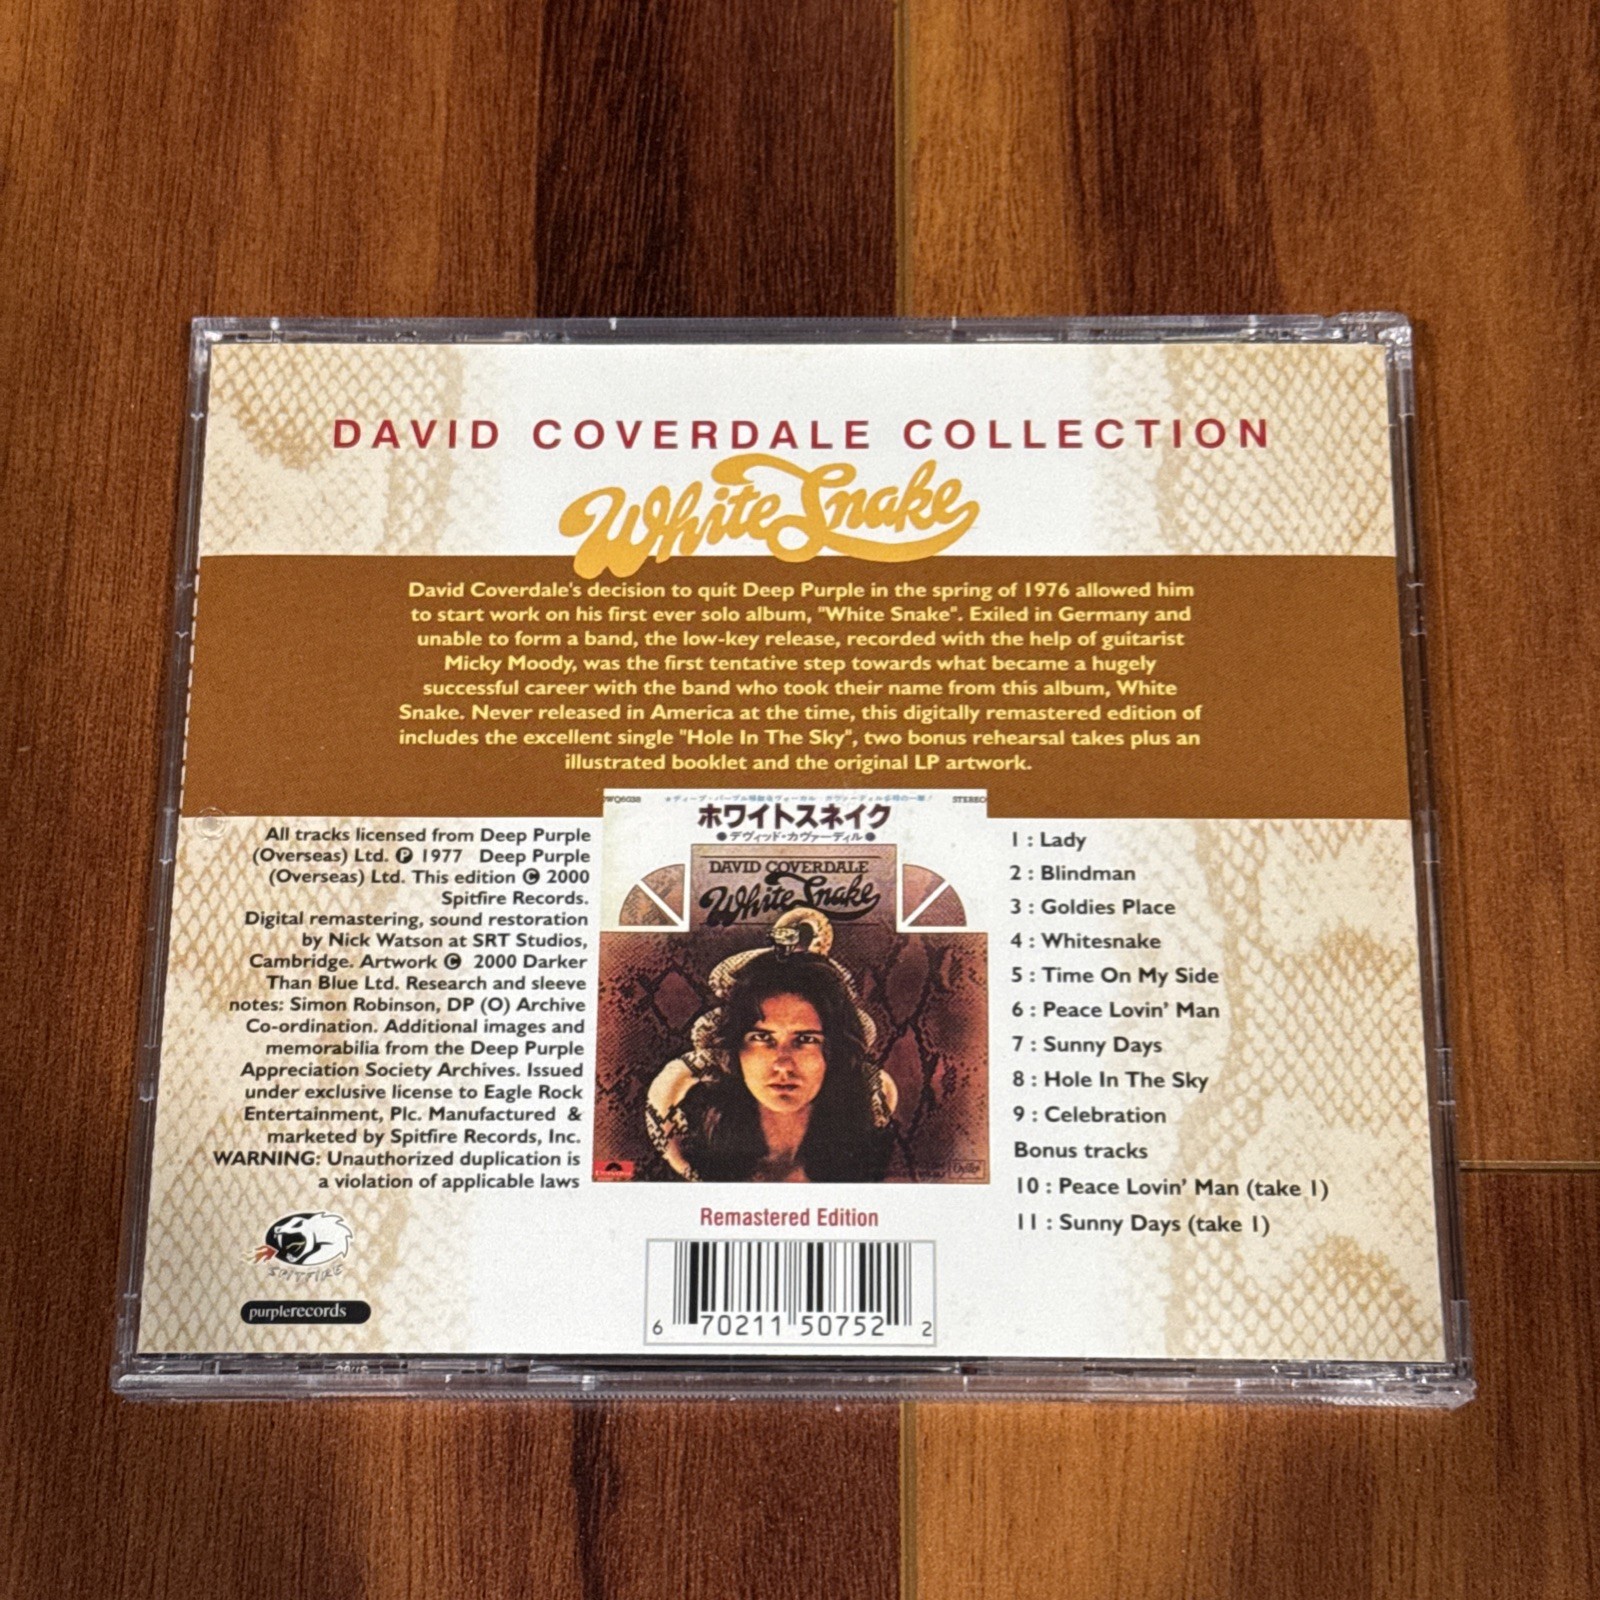 DAVID COVERDALE COLLECTION
White Snake
David Coverdale's decision to quit Deep Purple in the spring of 1976 allowed him
to start work on his first ever solo album, "White Snake". Exiled in Germany and
unable to form a band, the low-key release, recorded with the help of guitarist
Micky Moody, was the first tentative step towards what became a hugely
successful career with the band who took their name from this album, White
Snake. Never released in America at the time, this digitally remastered edition of
includes the excellent single "Hole In The Sky", two bonus rehearsal takes plus an
illustrated booklet and the original LP artwork.
All tracks licensed from Deep Purple
(Overseas) Ltd. ℗ 1977 Deep Purple
(Overseas) Ltd. This edition © 2000
Spitfire Records.
Digital remastering, sound restoration
by Nick Watson at SRT Studios,
Cambridge. Artwork © 2000 Darker
Than Blue Ltd. Research and sleeve
notes: Simon Robinson, DP (O) Archive
Co-ordination. Additional images and
memorabilia from the Deep Purple
Appreciation Society Archives. Issued
under exclusive license to Eagle Rock
Entertainment, Plc. Manufactured &
marketed by Spitfire Records, Inc.
WARNING: Unauthorized duplication is
a violation of applicable laws
SPITFIRE
purplerecords
STEREO
ホワイトスネイク
●デヴィッド・カヴァーディル●
DAVID COVERDALE
White Snake
Remastered Edition
6 70211 50752 2
1 : Lady
2 : Blindman
3 : Goldies Place
4 : Whitesnake
5 : Time On My Side
6 : Peace Lovin' Man
7 : Sunny Days
8 : Hole In The Sky
9 : Celebration
Bonus tracks
10 : Peace Lovin' Man (take 1)
11 : Sunny Days (take 1)